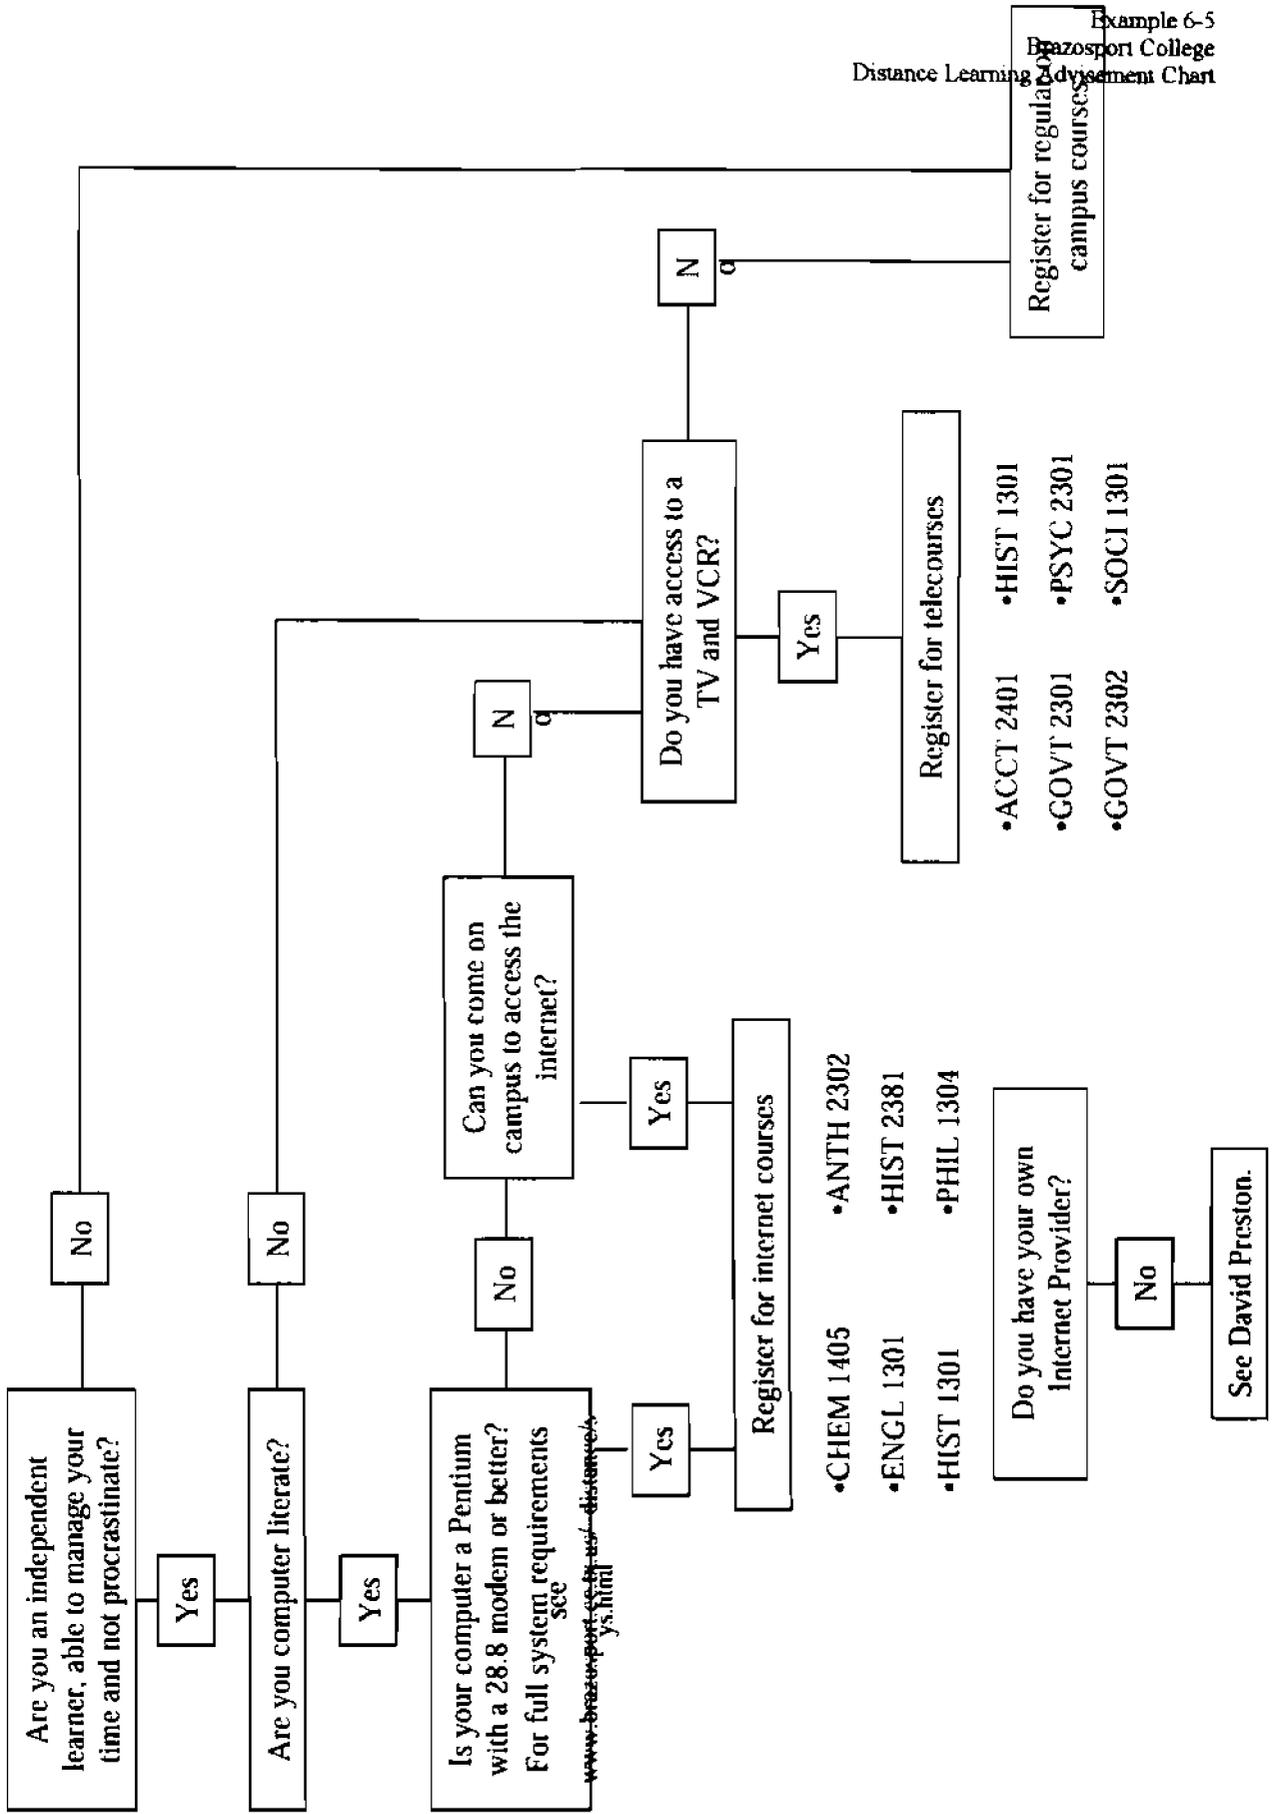 Example 6-5
Brazosport College
Distance Learning Advisement Chart
Are you an independent
learner, able to manage your
time and not procrastinate?
No
Yes
Are you computer literate?
No
Yes
Is your computer a Pentium
with a 28.8 modem or better?
For full system requirements
see
ys.html
No
Can you come on
campus to access the
internet?
N
o
Yes
Yes
Do you have access to a
TV and VCR?
N
o
Yes
Register for internet courses
•CHEM 1405
•ANTH 2302
•ENGL 1301
•HIST 2381
•HIST 1301
•PHIL 1304
Register for telecourses
•ACCT 2401
•HIST 1301
•GOVT 2301
•PSYC 2301
•GOVT 2302
•SOCI 1301
Register for regular on
campus courses
Do you have your own
Internet Provider?
No
See David Preston.